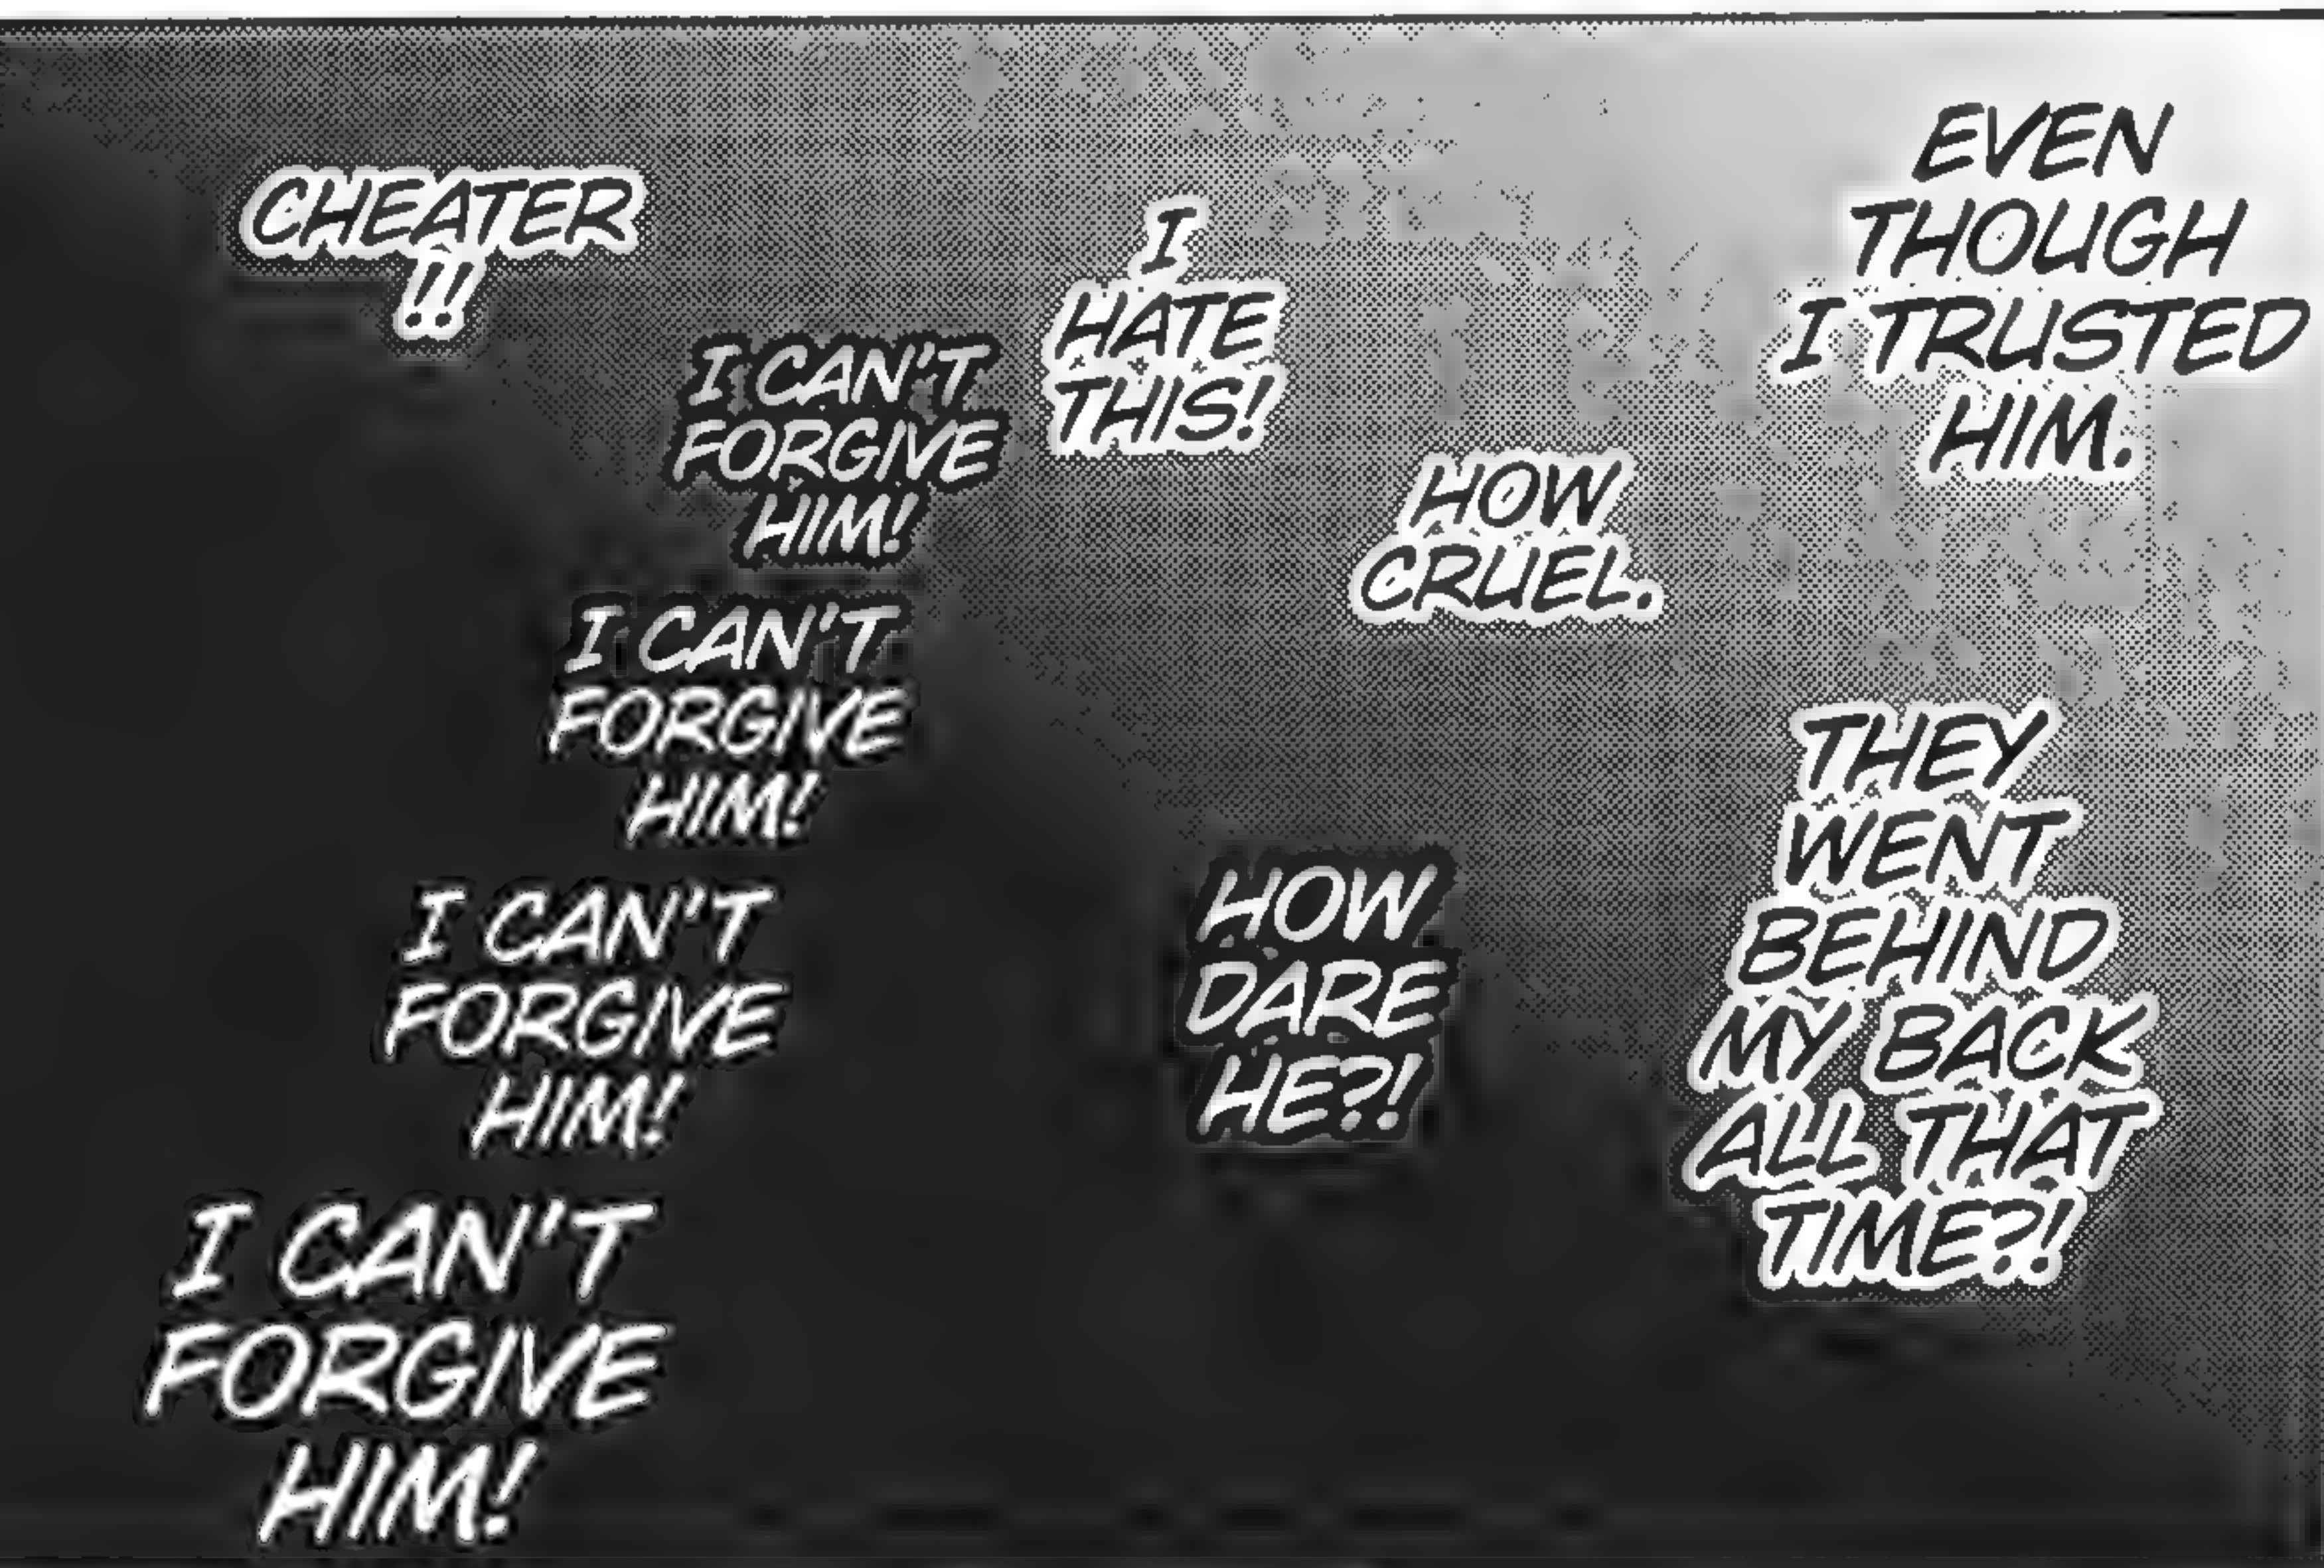 EVEN
THOUGH
I TRUSTED
HIM.
THEY
WENT
BEHIND
MY BACK
ALL THAT
TIME?!
HOW
CRUEL.
HOW
DARE
HE?!
I
HATE
THIS!
CHEATER
!!
I CAN'T
FORGIVE
HIM!
I CAN'T
FORGIVE
HIM!
I CAN'T
FORGIVE
HIM!
I CAN'T
FORGIVE
HIM!